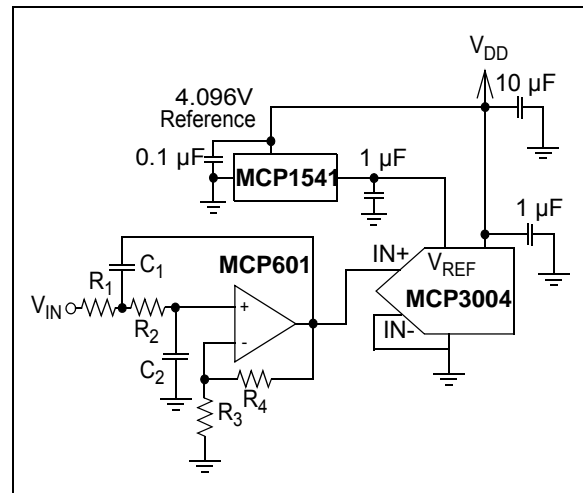 V_DD
10 µF
4.096V
Reference
0.1 µF
1 µF
MCP1541
1 µF
V_REF
IN+
MCP3004
IN-
C_1
MCP601
R_1
V_IN
R_2
+
-
C_2
R_4
R_3